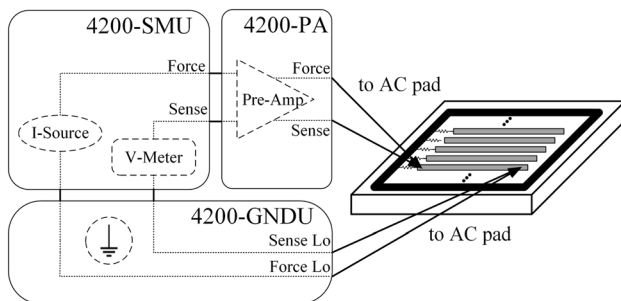 4200-SMU
4200-PA
Force
Force
to AC pad
Pre-Amp
Sense
Sense
I-Source
V-Meter
4200-GNDU
Sense Lo
to AC pad
Force Lo